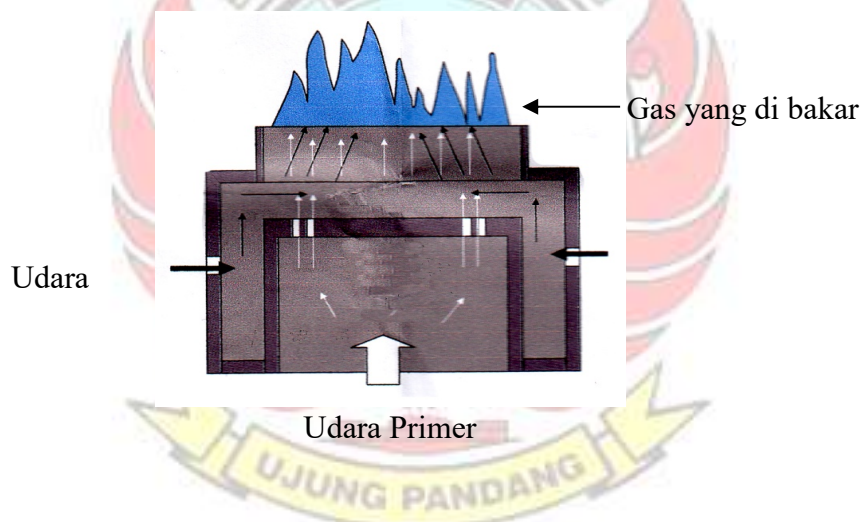 Gas yang di bakar
Udara
Udara Primer
UJUNG PANDANG